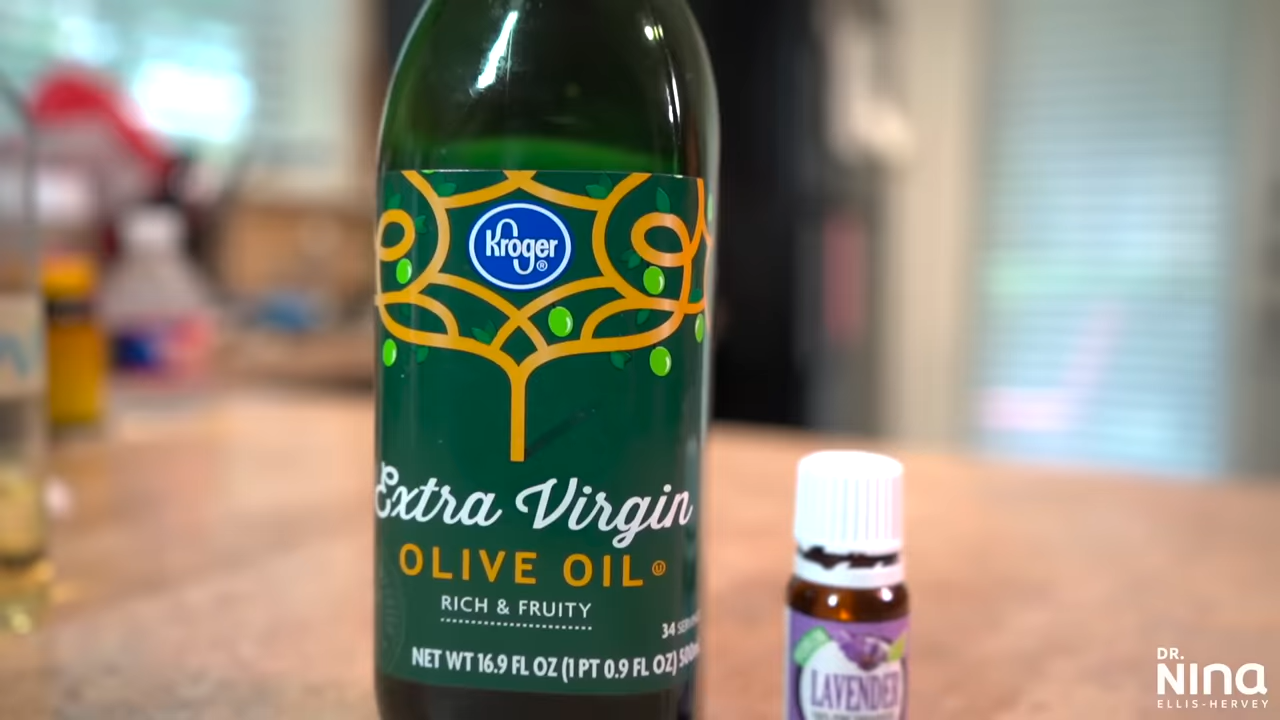 Kroger®
Extra Virgin
OLIVE OIL
RICH & FRUITY
34
NET WT 16.9 FL OZ (1 PT 0.9 FL OZ)
LAVENDER
DR.
Nina
ELLIS-HERVEY